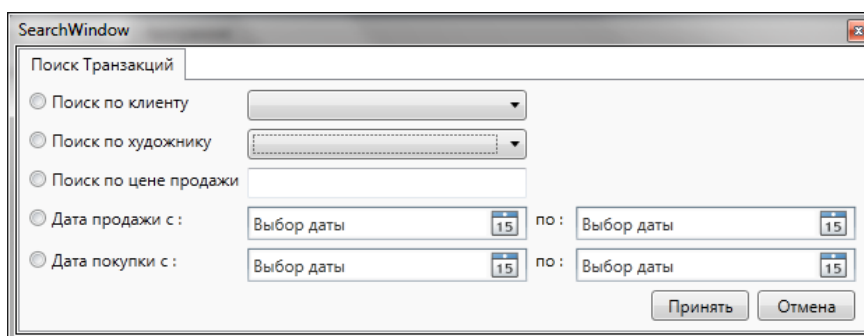 SearchWindow
Поиск Транзакций
Поиск по клиенту
Поиск по художнику
Поиск по цене продажи
Дата продажи с : Выбор даты 15 по : Выбор даты 15
Дата покупки с : Выбор даты 15 по : Выбор даты 15
Принять Отмена